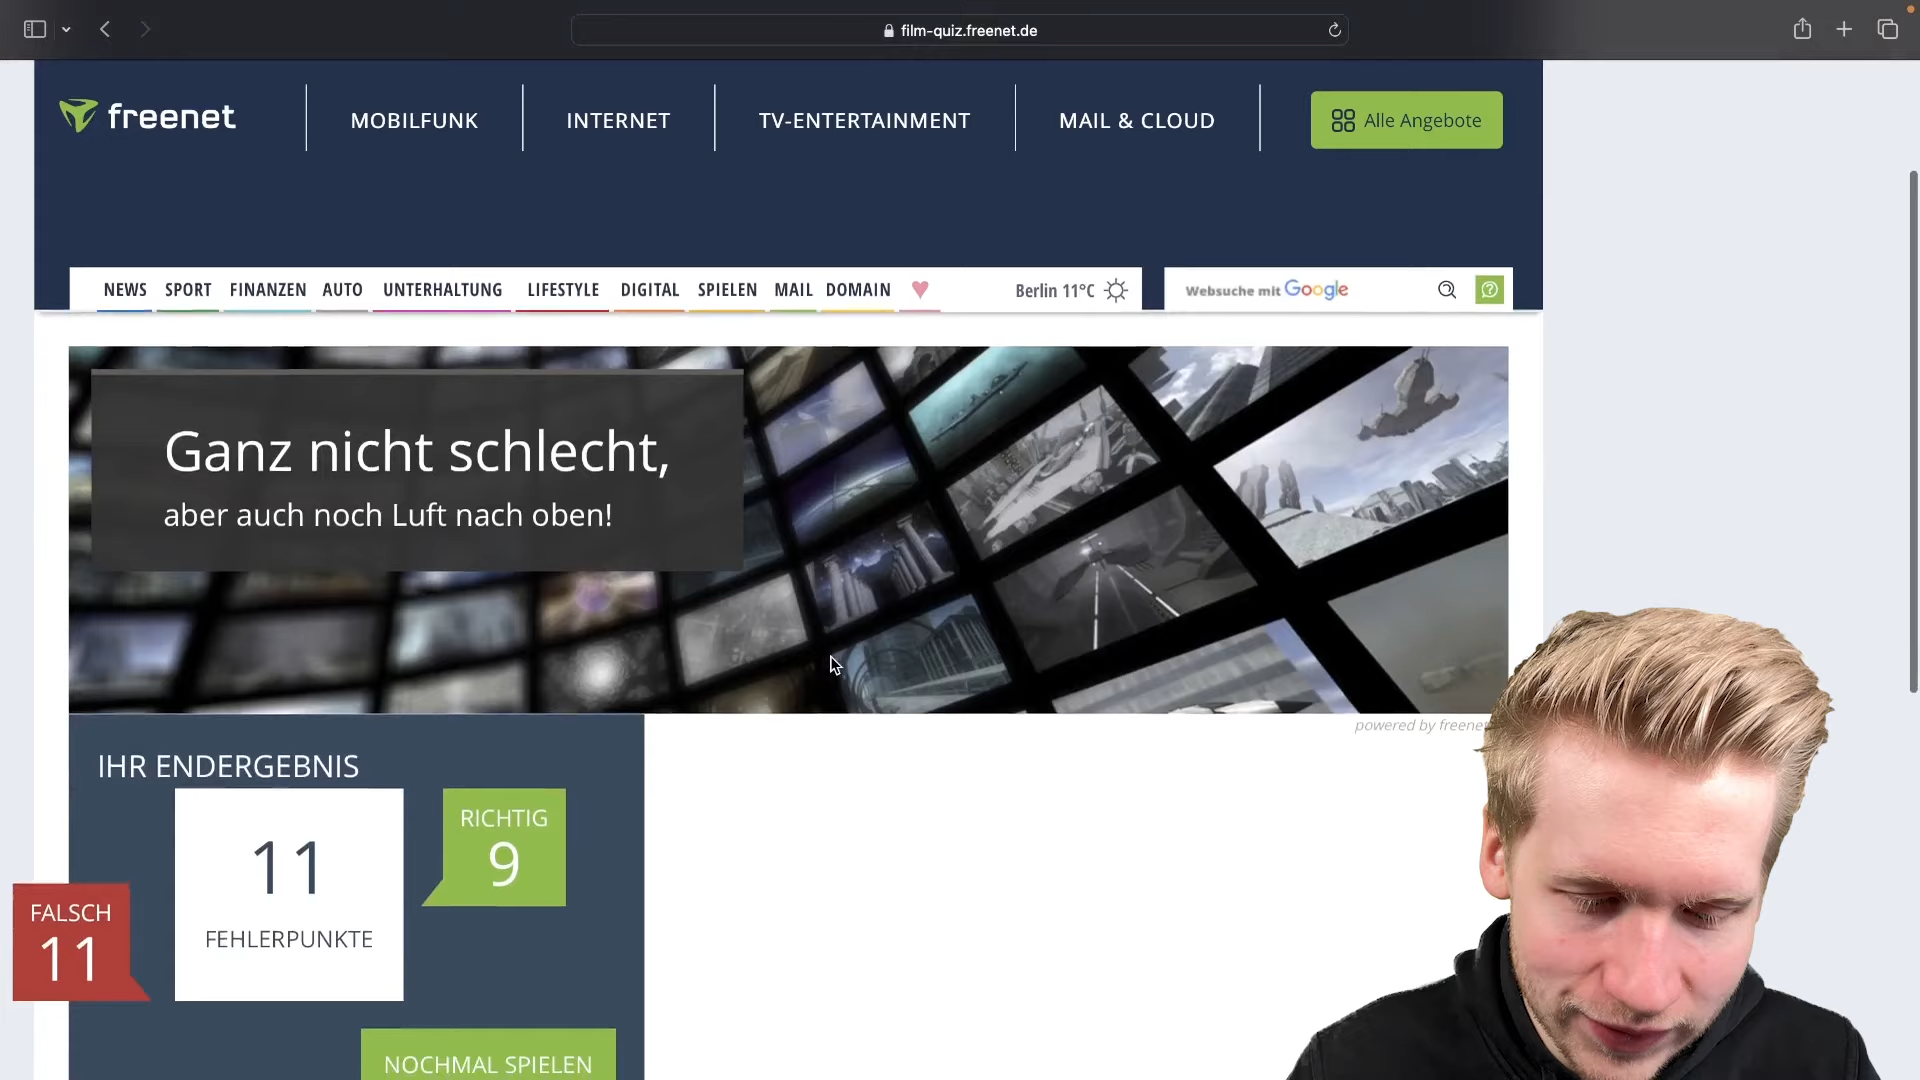 film-quiz.freenet.de
freenet
MOBILFUNK
INTERNET
TV-ENTERTAINMENT
MAIL & CLOUD
Alle Angebote
NEWS SPORT FINANZEN AUTO UNTERHALTUNG LIFESTYLE DIGITAL SPIELEN MAIL DOMAIN
Berlin 11°C
Websuche mit Google
Ganz nicht schlecht,
aber auch noch Luft nach oben!
powered by freenet
IHR ENDERGEBNIS
11
FEHLERPUNKTE
RICHTIG
9
FALSCH
11
NOCHMAL SPIELEN